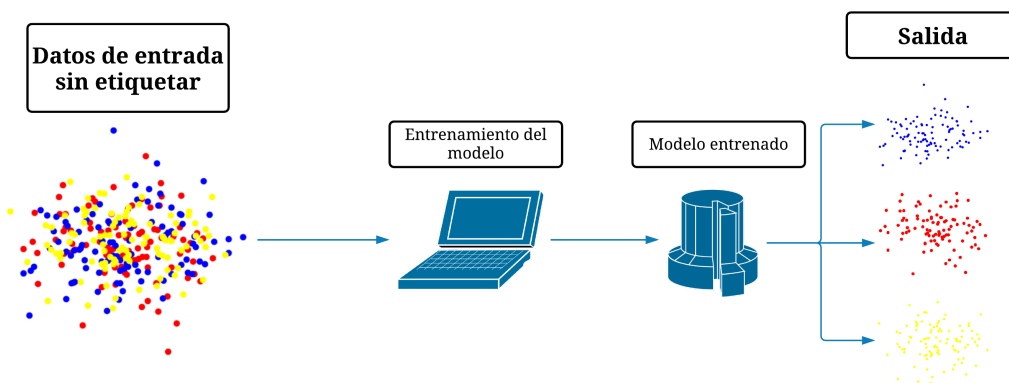 Datos de entrada
sin etiquetar
Entrenamiento del
modelo
Modelo entrenado
Salida